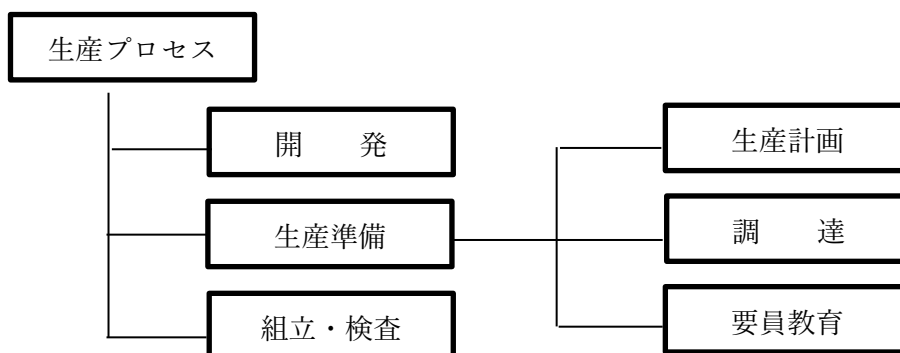 生産プロセス
開　　発
生産準備
組立・検査
生産計画
調　　達
要員教育